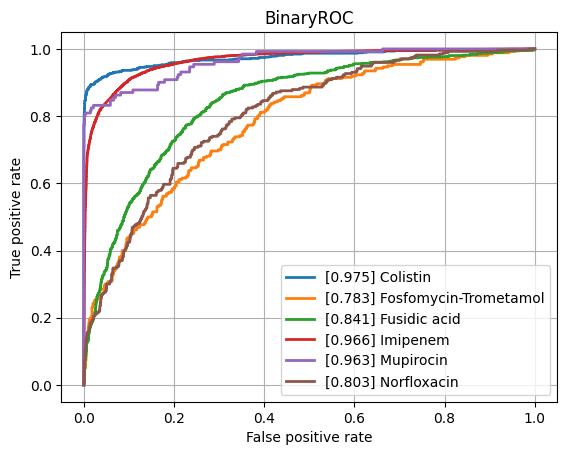 BinaryROC
True positive rate
1.0
0.8
0.6
0.4
0.2
0.0
[0.975] Colistin
[0.783] Fosfomycin-Trometamol
[0.841] Fusidic acid
[0.966] Imipenem
[0.963] Mupirocin
[0.803] Norfloxacin
0.0 0.2 0.4 0.6 0.8 1.0
False positive rate